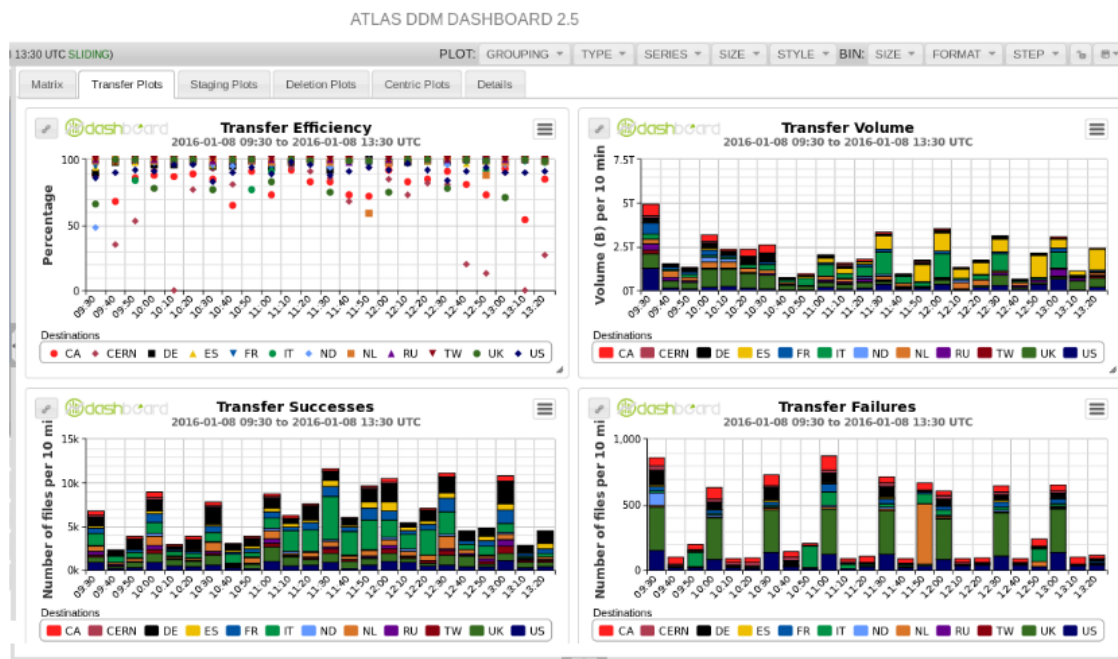 ATLAS DDM DASHBOARD 2.5
13:30 UTC SLIDING) PLOT: GROUPING TYPE SERIES SIZE STYLE BIN: SIZE FORMAT STEP
Matrix Transfer Plots Staging Plots Deletion Plots Centric Plots Details
dashboard Transfer Efficiency
2016-01-08 09:30 to 2016-01-08 13:30 UTC
Percentage
100
50
0
09:30 09:40 09:50 10:00 10:10 10:20 10:30 10:40 10:50 11:00 11:10 11:20 11:30 11:40 11:50 12:00 12:10 12:20 12:30 12:40 12:50 13:00 13:10 13:20
Destinations
CA CERN DE ES FR IT ND NL RU TW UK US
dashboard Transfer Volume
2016-01-08 09:30 to 2016-01-08 13:30 UTC
Volume (B) per 10 min
7.5T
5T
2.5T
0T
09:30 09:40 09:50 10:00 10:10 10:20 10:30 10:40 10:50 11:00 11:10 11:20 11:30 11:40 11:50 12:00 12:10 12:20 12:30 12:40 12:50 13:00 13:10 13:20
Destinations
CA CERN DE ES FR IT ND NL RU TW UK US
dashboard Transfer Successes
2016-01-08 09:30 to 2016-01-08 13:30 UTC
Number of files per 10 mi
15k
10k
5k
0k
09:30 09:40 09:50 10:00 10:10 10:20 10:30 10:40 10:50 11:00 11:10 11:20 11:30 11:40 11:50 12:00 12:10 12:20 12:30 12:40 12:50 13:00 13:10 13:20
Destinations
CA CERN DE ES FR IT ND NL RU TW UK US
dashboard Transfer Failures
2016-01-08 09:30 to 2016-01-08 13:30 UTC
Number of files per 10 mi
1,000
500
0
09:30 09:40 09:50 10:00 10:10 10:20 10:30 10:40 10:50 11:00 11:10 11:20 11:30 11:40 11:50 12:00 12:10 12:20 12:30 12:40 12:50 13:00 13:10 13:20
Destinations
CA CERN DE ES FR IT ND NL RU TW UK US